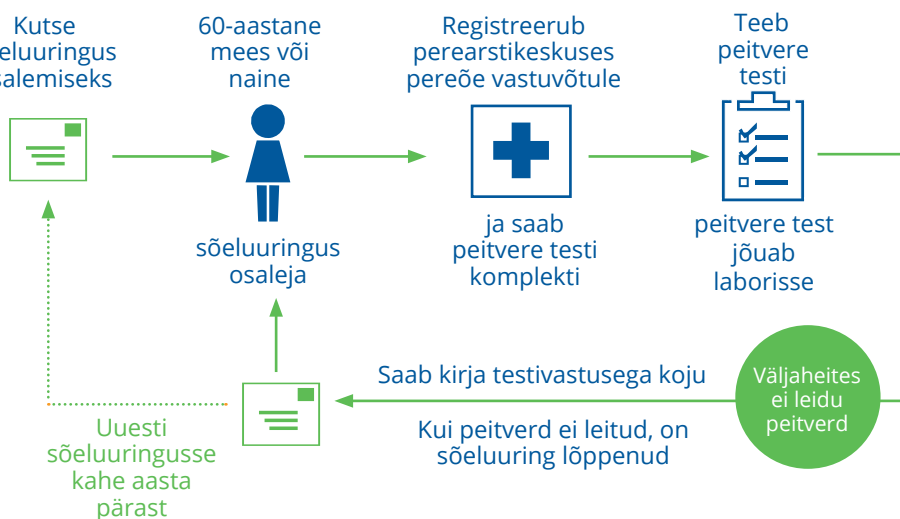 Kutse
eluuringus
salemiseks
60-aastane
mees või
naine
Registreerub
perearstikeskuses
pereõe vastuvõtule
Teeb
peitvere
testi
sõeluuringus
osaleja
ja saab
peitvere testi
komplekti
peitvere test
jõuab
laborisse
Saab kirja testivastusega koju
Kui peitverd ei leitud, on
sõeluuring lõppenud
Väljaheites
ei leidu
peitverd
Uuesti
sõeluuringusse
kahe aasta
pärast